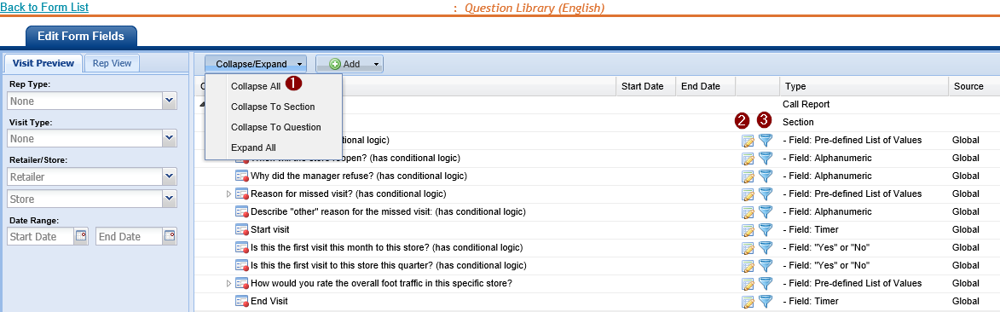 Back to Form List
: Question Library (English)
Edit Form Fields
Visit Preview Rep View
Collapse/Expand Add
Rep Type:
None
Visit Type:
None
Retailer/Store:
Retailer
Store
Date Range:
Start Date End Date
Collapse All 1
Collapse To Section
Collapse To Question
Expand All
Start Date End Date Type Source
Call Report
2 3 Section
tional logic) - Field: Pre-defined List of Values Global
(has conditional logic) - Field: Alphanumeric Global
Why did the manager refuse? (has conditional logic) - Field: Alphanumeric Global
Reason for missed visit? (has conditional logic) - Field: Pre-defined List of Values Global
Describe "other" reason for the missed visit: (has conditional logic) - Field: Alphanumeric Global
Start visit - Field: Timer Global
Is this the first visit this month to this store? (has conditional logic) - Field: "Yes" or "No" Global
Is this the first visit to this store this quarter? (has conditional logic) - Field: "Yes" or "No" Global
How would you rate the overall foot traffic in this specific store? - Field: Pre-defined List of Values Global
End Visit - Field: Timer Global